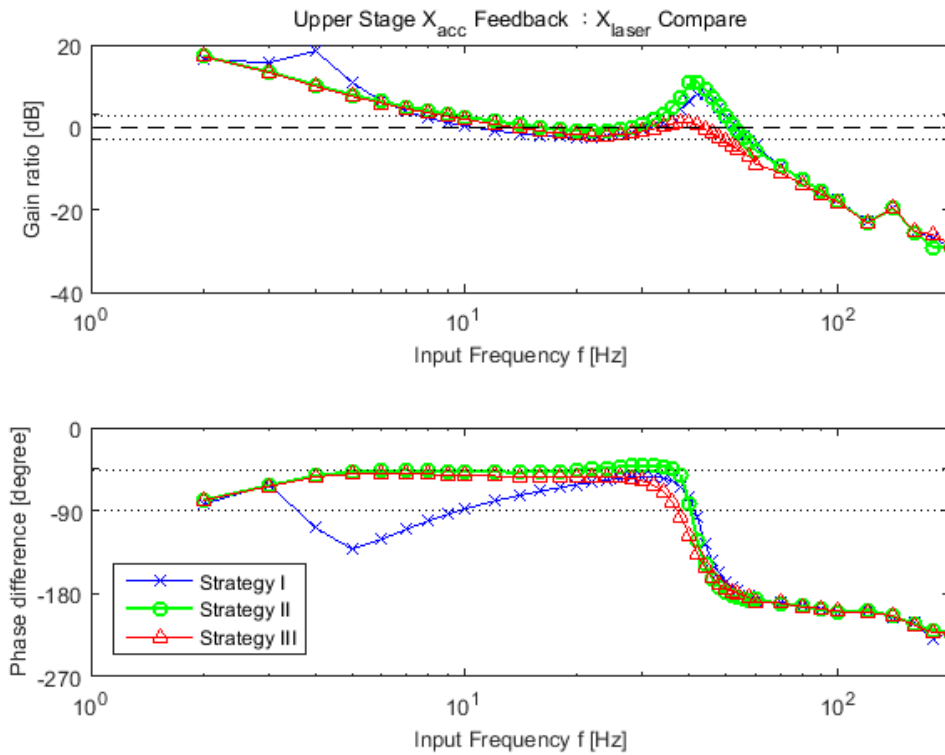 Upper Stage X_acc Feedback : X_laser Compare
20
0
-20
-40
Gain ratio [dB]
10^0
10^1
10^2
Input Frequency f [Hz]
0
-90
-180
-270
Phase difference [degree]
Strategy I
Strategy II
Strategy III
10^0
10^1
10^2
Input Frequency f [Hz]